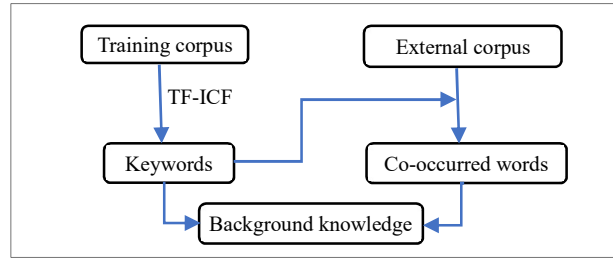 Training corpus
External corpus
TF-ICF
Keywords
Co-occurred words
Background knowledge